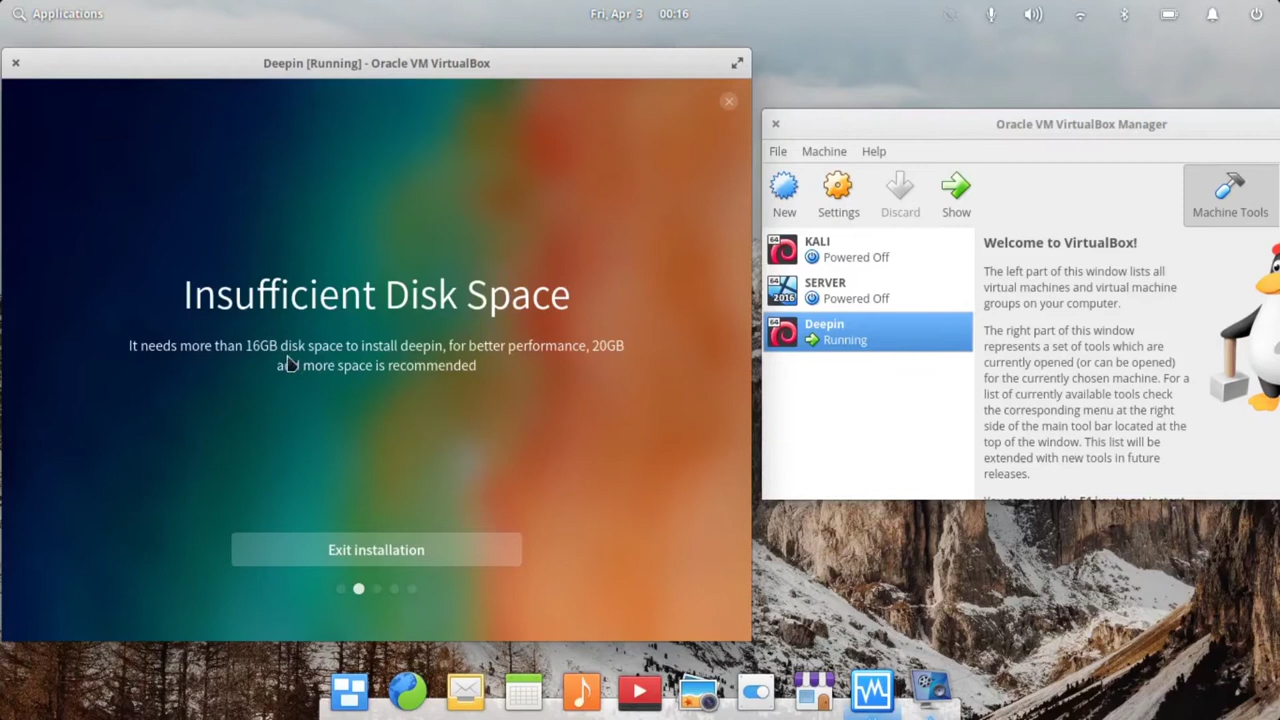 Applications
Fri, Apr 3 00:16
Deepin [Running] - Oracle VM VirtualBox
Insufficient Disk Space
It needs more than 16GB disk space to install deepin, for better performance, 20GB
and more space is recommended
Exit installation
Oracle VM VirtualBox Manager
File Machine Help
New Settings Discard Show Machine Tools
64 KALI
Powered Off
64 SERVER
2016 Powered Off
64 Deepin
Running
Welcome to VirtualBox!
The left part of this window lists all
virtual machines and virtual machine
groups on your computer.
The right part of this window
represents a set of tools which are
currently opened (or can be opened)
for the currently chosen machine. For a
list of currently available tools check
the corresponding menu at the right
side of the main tool bar located at the
top of the window. This list will be
extended with new tools in future
releases.